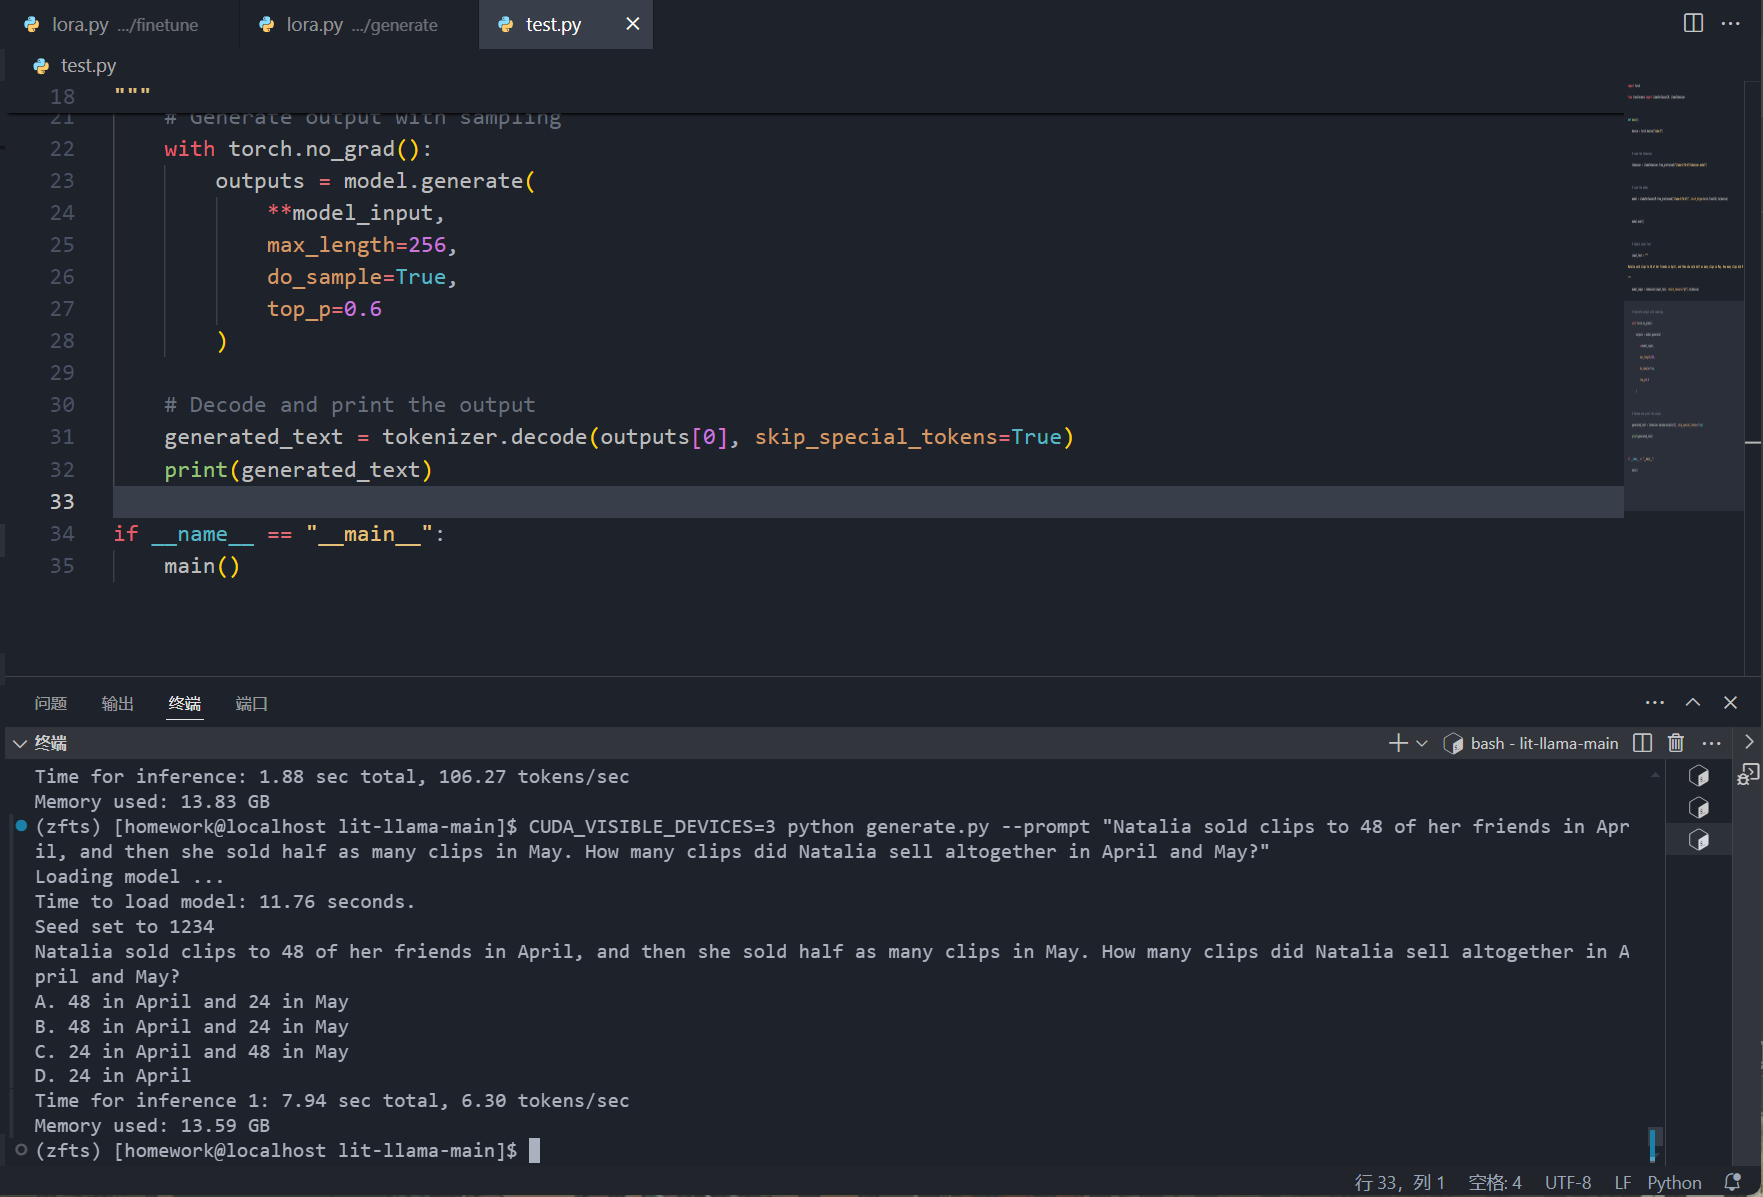 lora.py .../finetune
lora.py .../generate
test.py
test.py
18 """
21 # Generate output with sampling
22 with torch.no_grad():
23 outputs = model.generate(
24 **model_input,
25 max_length=256,
26 do_sample=True,
27 top_p=0.6
28 )
29
30 # Decode and print the output
31 generated_text = tokenizer.decode(outputs[0], skip_special_tokens=True)
32 print(generated_text)
33
34 if __name__ == "__main__":
35 main()
问题 输出 终端 端口
终端
bash - lit-llama-main
Time for inference: 1.88 sec total, 106.27 tokens/sec
Memory used: 13.83 GB
(zfts) [homework@localhost lit-llama-main]$ CUDA_VISIBLE_DEVICES=3 python generate.py --prompt "Natalia sold clips to 48 of her friends in Apr
il, and then she sold half as many clips in May. How many clips did Natalia sell altogether in April and May?"
Loading model ...
Time to load model: 11.76 seconds.
Seed set to 1234
Natalia sold clips to 48 of her friends in April, and then she sold half as many clips in May. How many clips did Natalia sell altogether in A
pril and May?
A. 48 in April and 24 in May
B. 48 in April and 24 in May
C. 24 in April and 48 in May
D. 24 in April
Time for inference 1: 7.94 sec total, 6.30 tokens/sec
Memory used: 13.59 GB
(zfts) [homework@localhost lit-llama-main]$
行 33, 列 1 空格: 4 UTF-8 LF Python